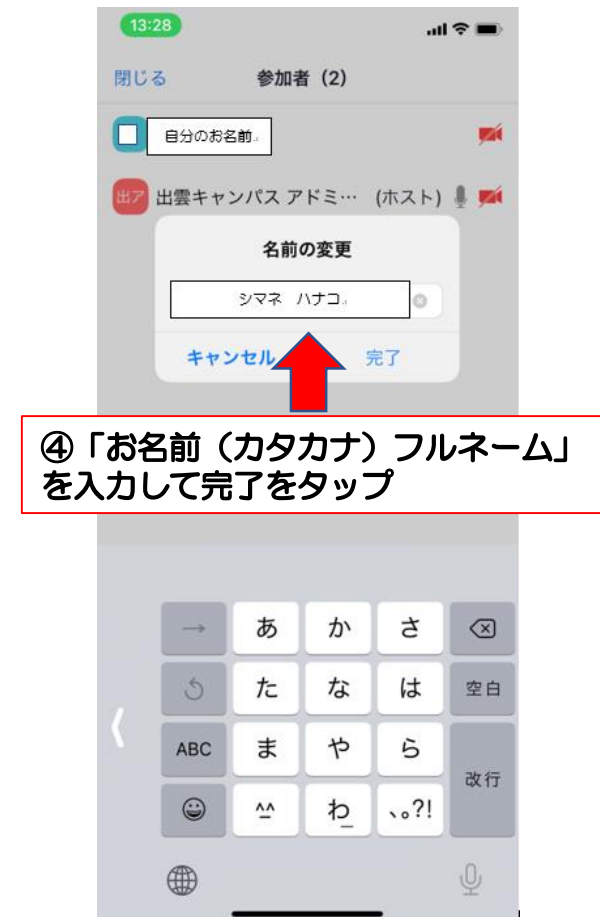 13:28
閉じる 参加者(2)
自分のお名前
出ア 出雲キャンパス アドミ… (ホスト)
名前の変更
シマネ ハナコ
キャンセル 完了
④「お名前(カタカナ)フルネーム」
を入力して完了をタップ
→ あ か さ
た な は 空白
ABC ま や ら
改行
^^ わ_ 、。?!